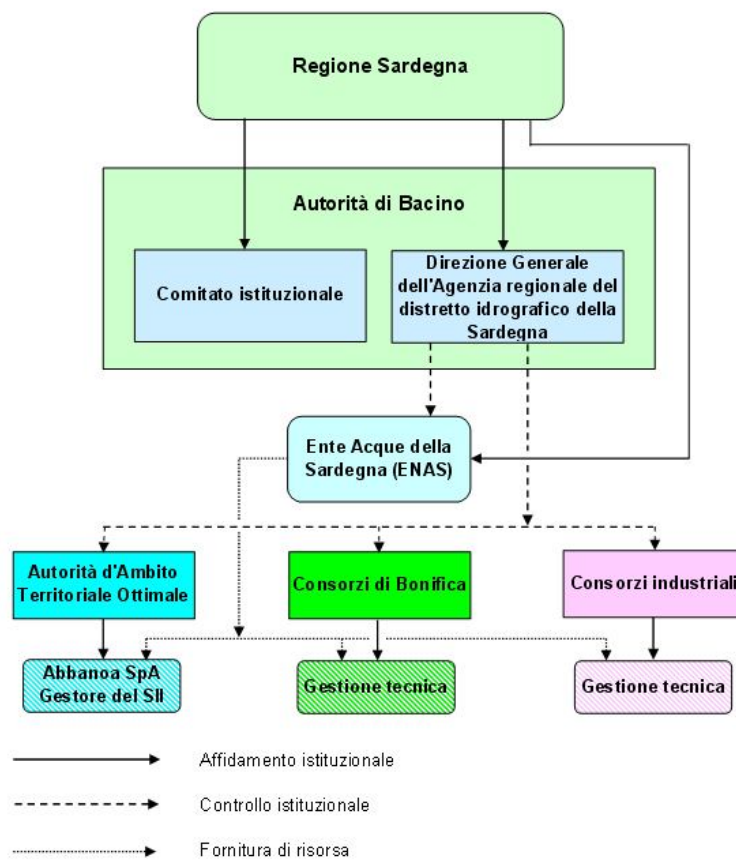 Regione Sardegna
Autorità di Bacino
Comitato istituzionale
Direzione Generale
dell'Agenzia regionale del
distretto idrografico della
Sardegna
Ente Acque della
Sardegna (ENAS)
Autorità d'Ambito
Territoriale Ottimale
Consorzi di Bonifica
Consorzi industriali
Abbanoa SpA
Gestore del SII
Gestione tecnica
Gestione tecnica
Affidamento istituzionale
Controllo istituzionale
Fornitura di risorsa